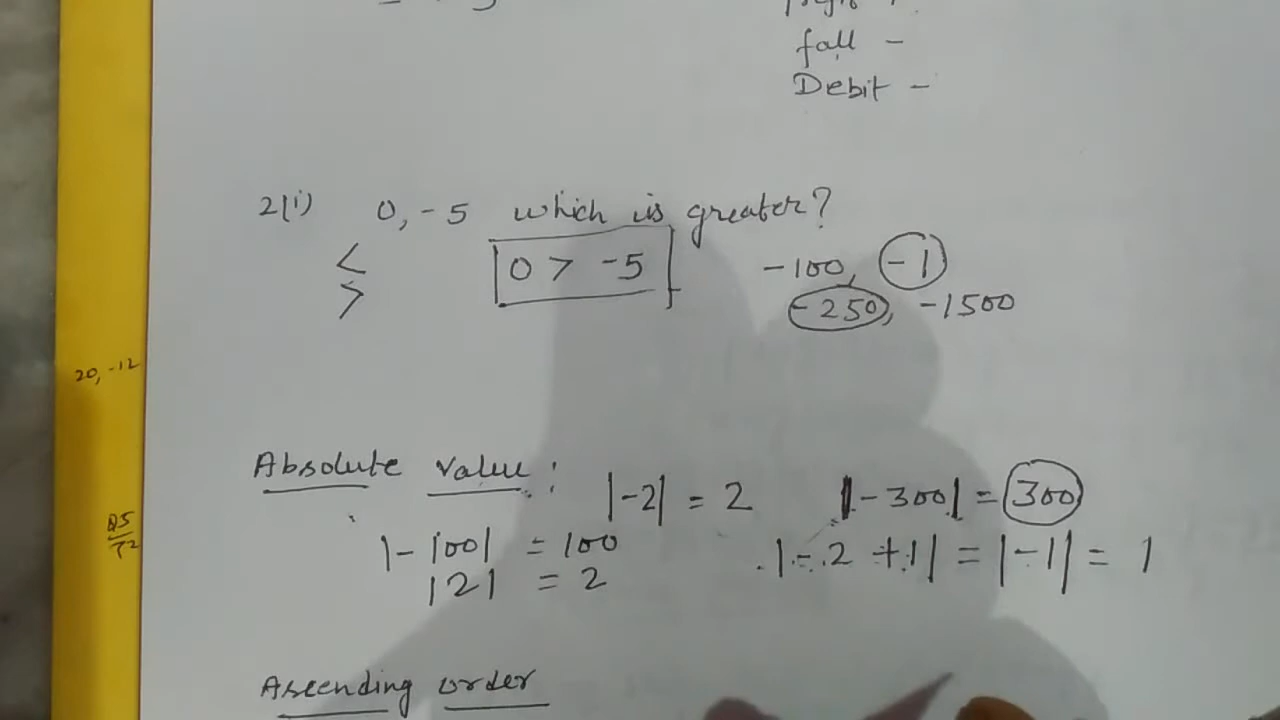 fall -
Debit -
2(i) 0, -5 which is greater?
< 0 > -5 -100, -1
> -250, -1500
20, -12
Absolute value :
|-2| = 2 |-300| = 300
|-100| = 100 |-2 +1| = |-1| = 1
|2| = 2
Ascending order